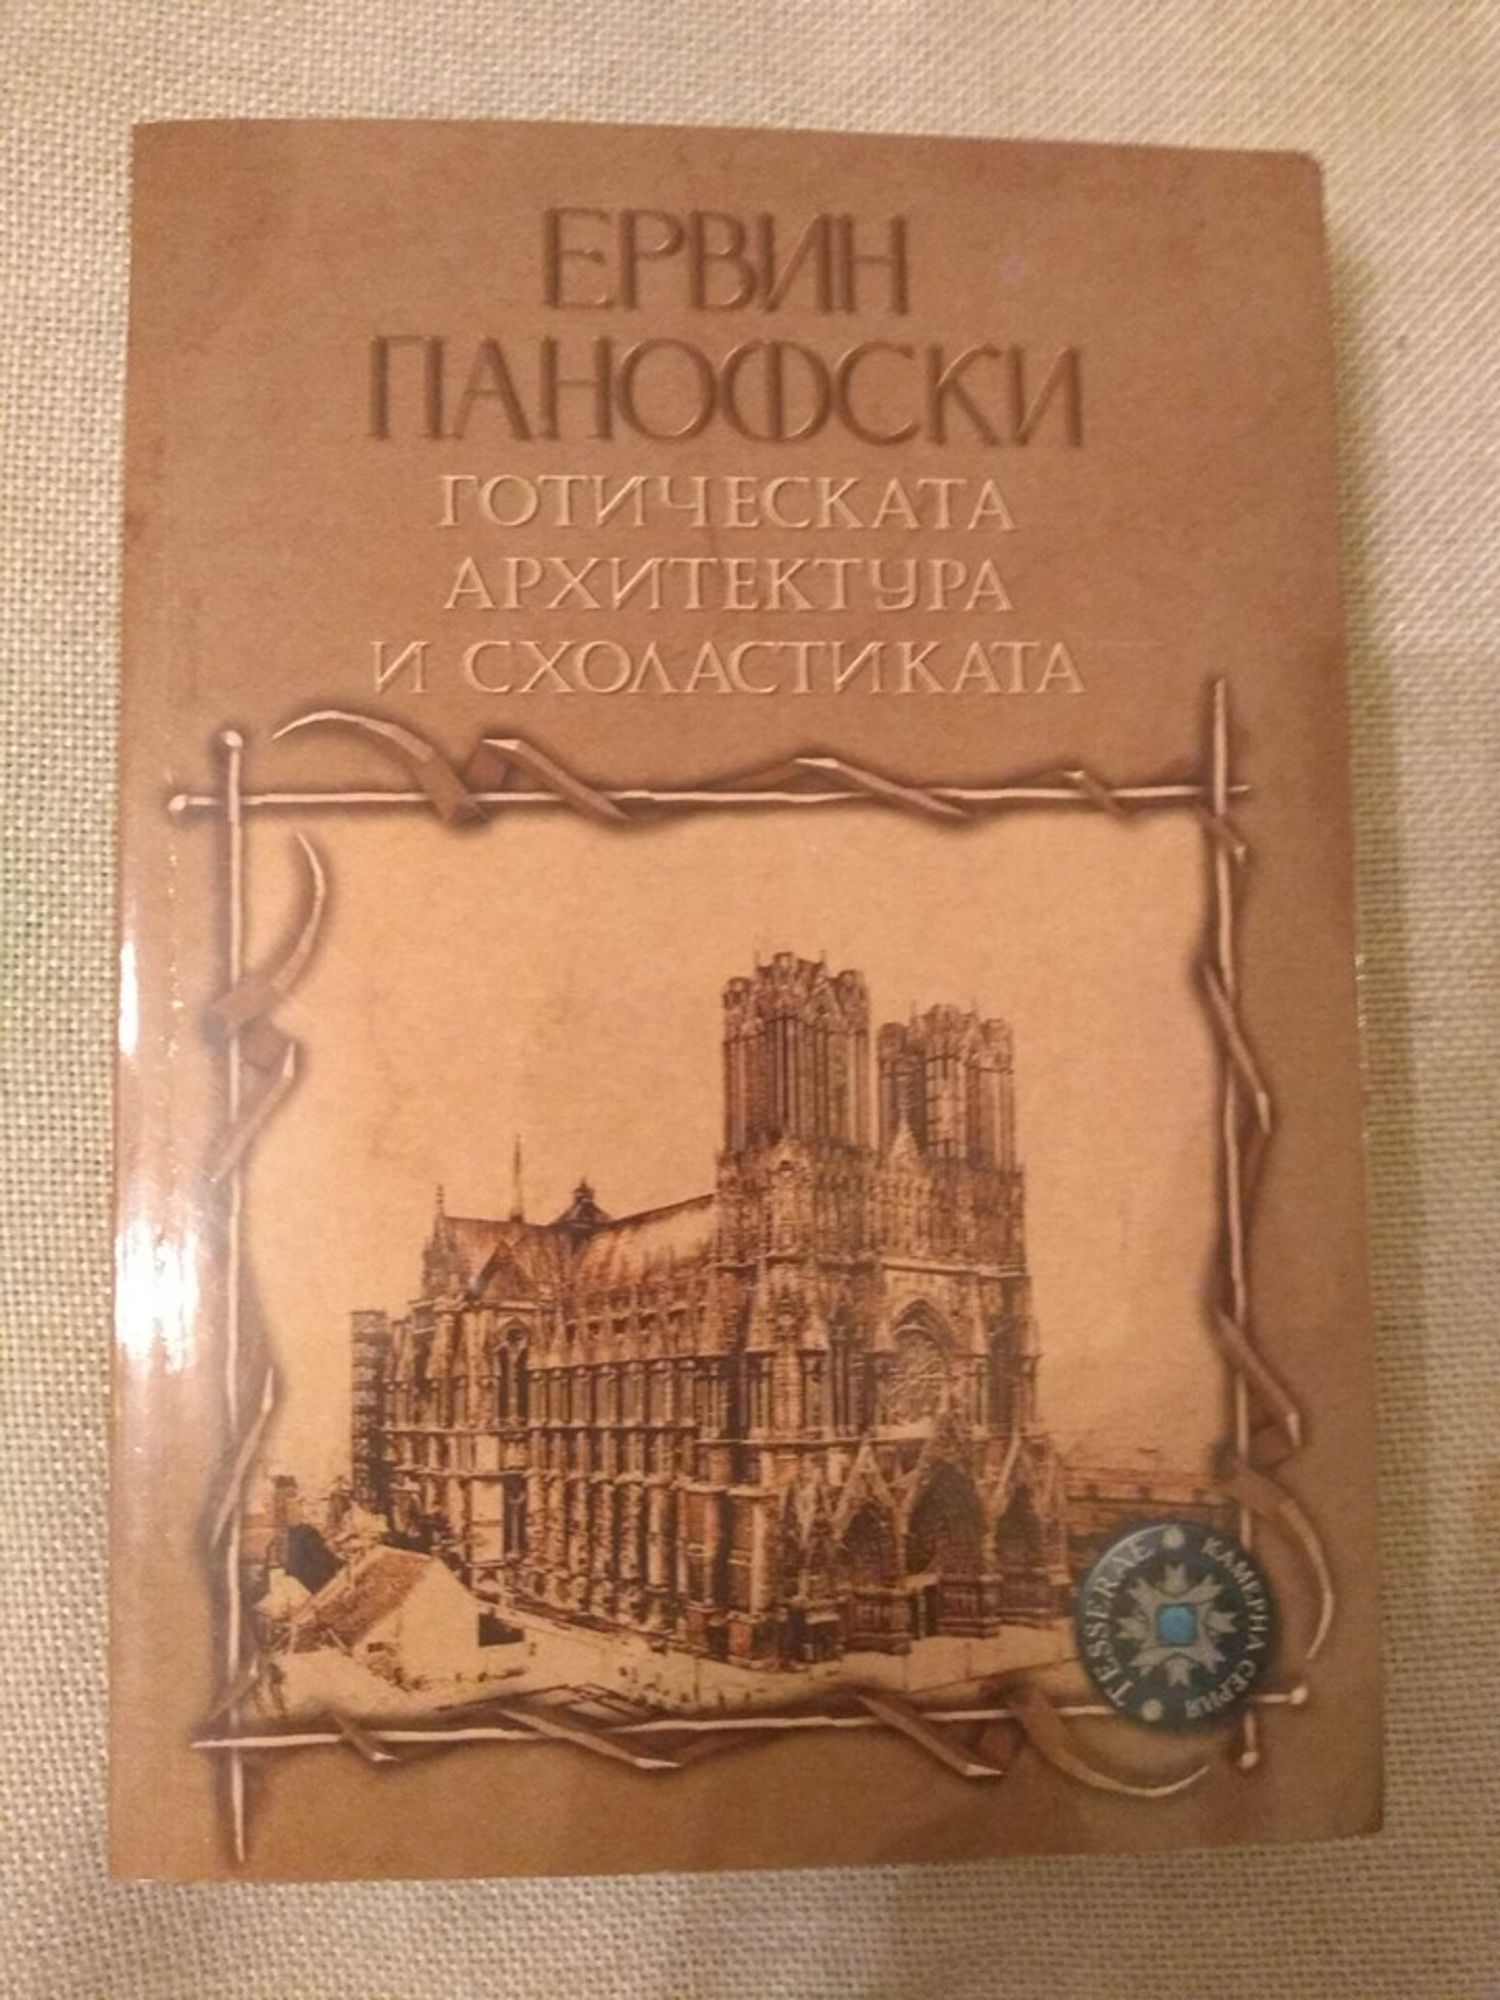 ЕРВИН
ПАНОФСКИ
ГОТИЧЕСКАТА
АРХИТЕКТУРА
И СХОЛАСТИКАТА
TESSERAE
КАМЕРНА СЕРИЯ